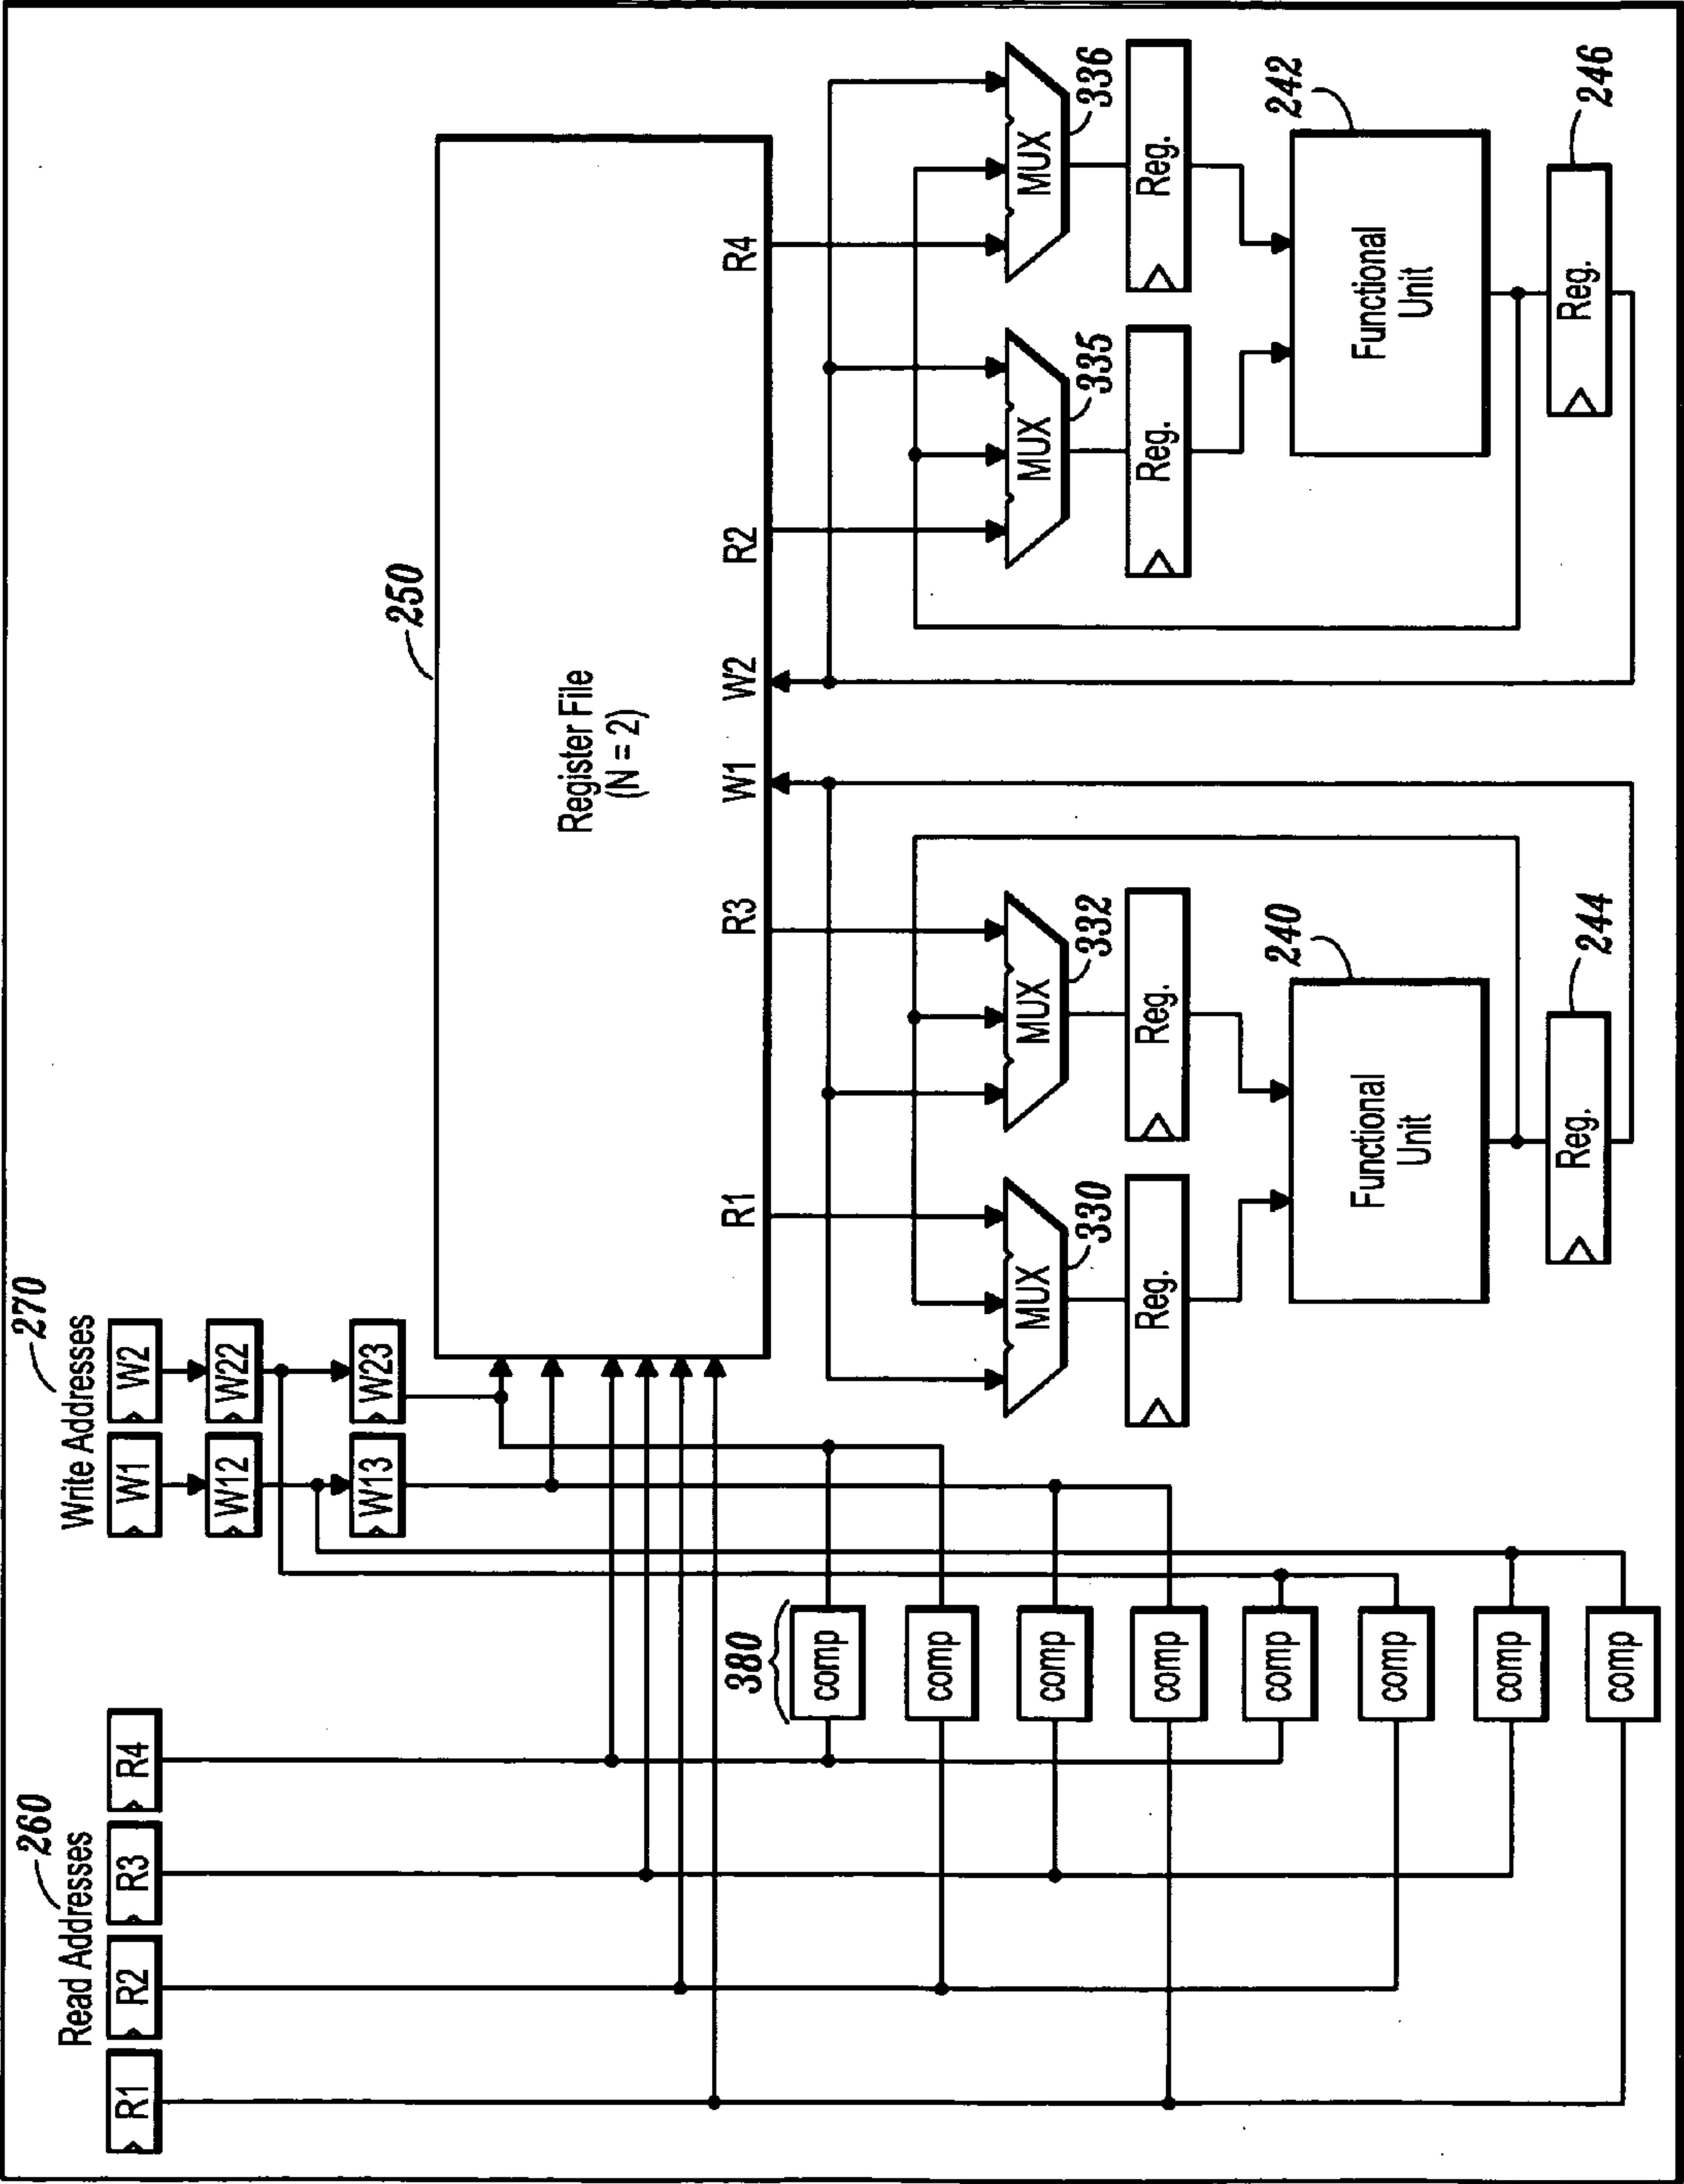 Read Addresses
260
Write Addresses
270
R1
R2
R3
R4
W1
W2
W12
W22
W13
W23
250
Register File
(N = 2)
R1
R3
W1
W2
R2
R4
380
comp
comp
comp
comp
comp
comp
comp
comp
MUX
330
MUX
332
MUX
335
MUX
336
Reg.
Reg.
Reg.
Reg.
240
Functional
Unit
242
Functional
Unit
Reg.
244
Reg.
246